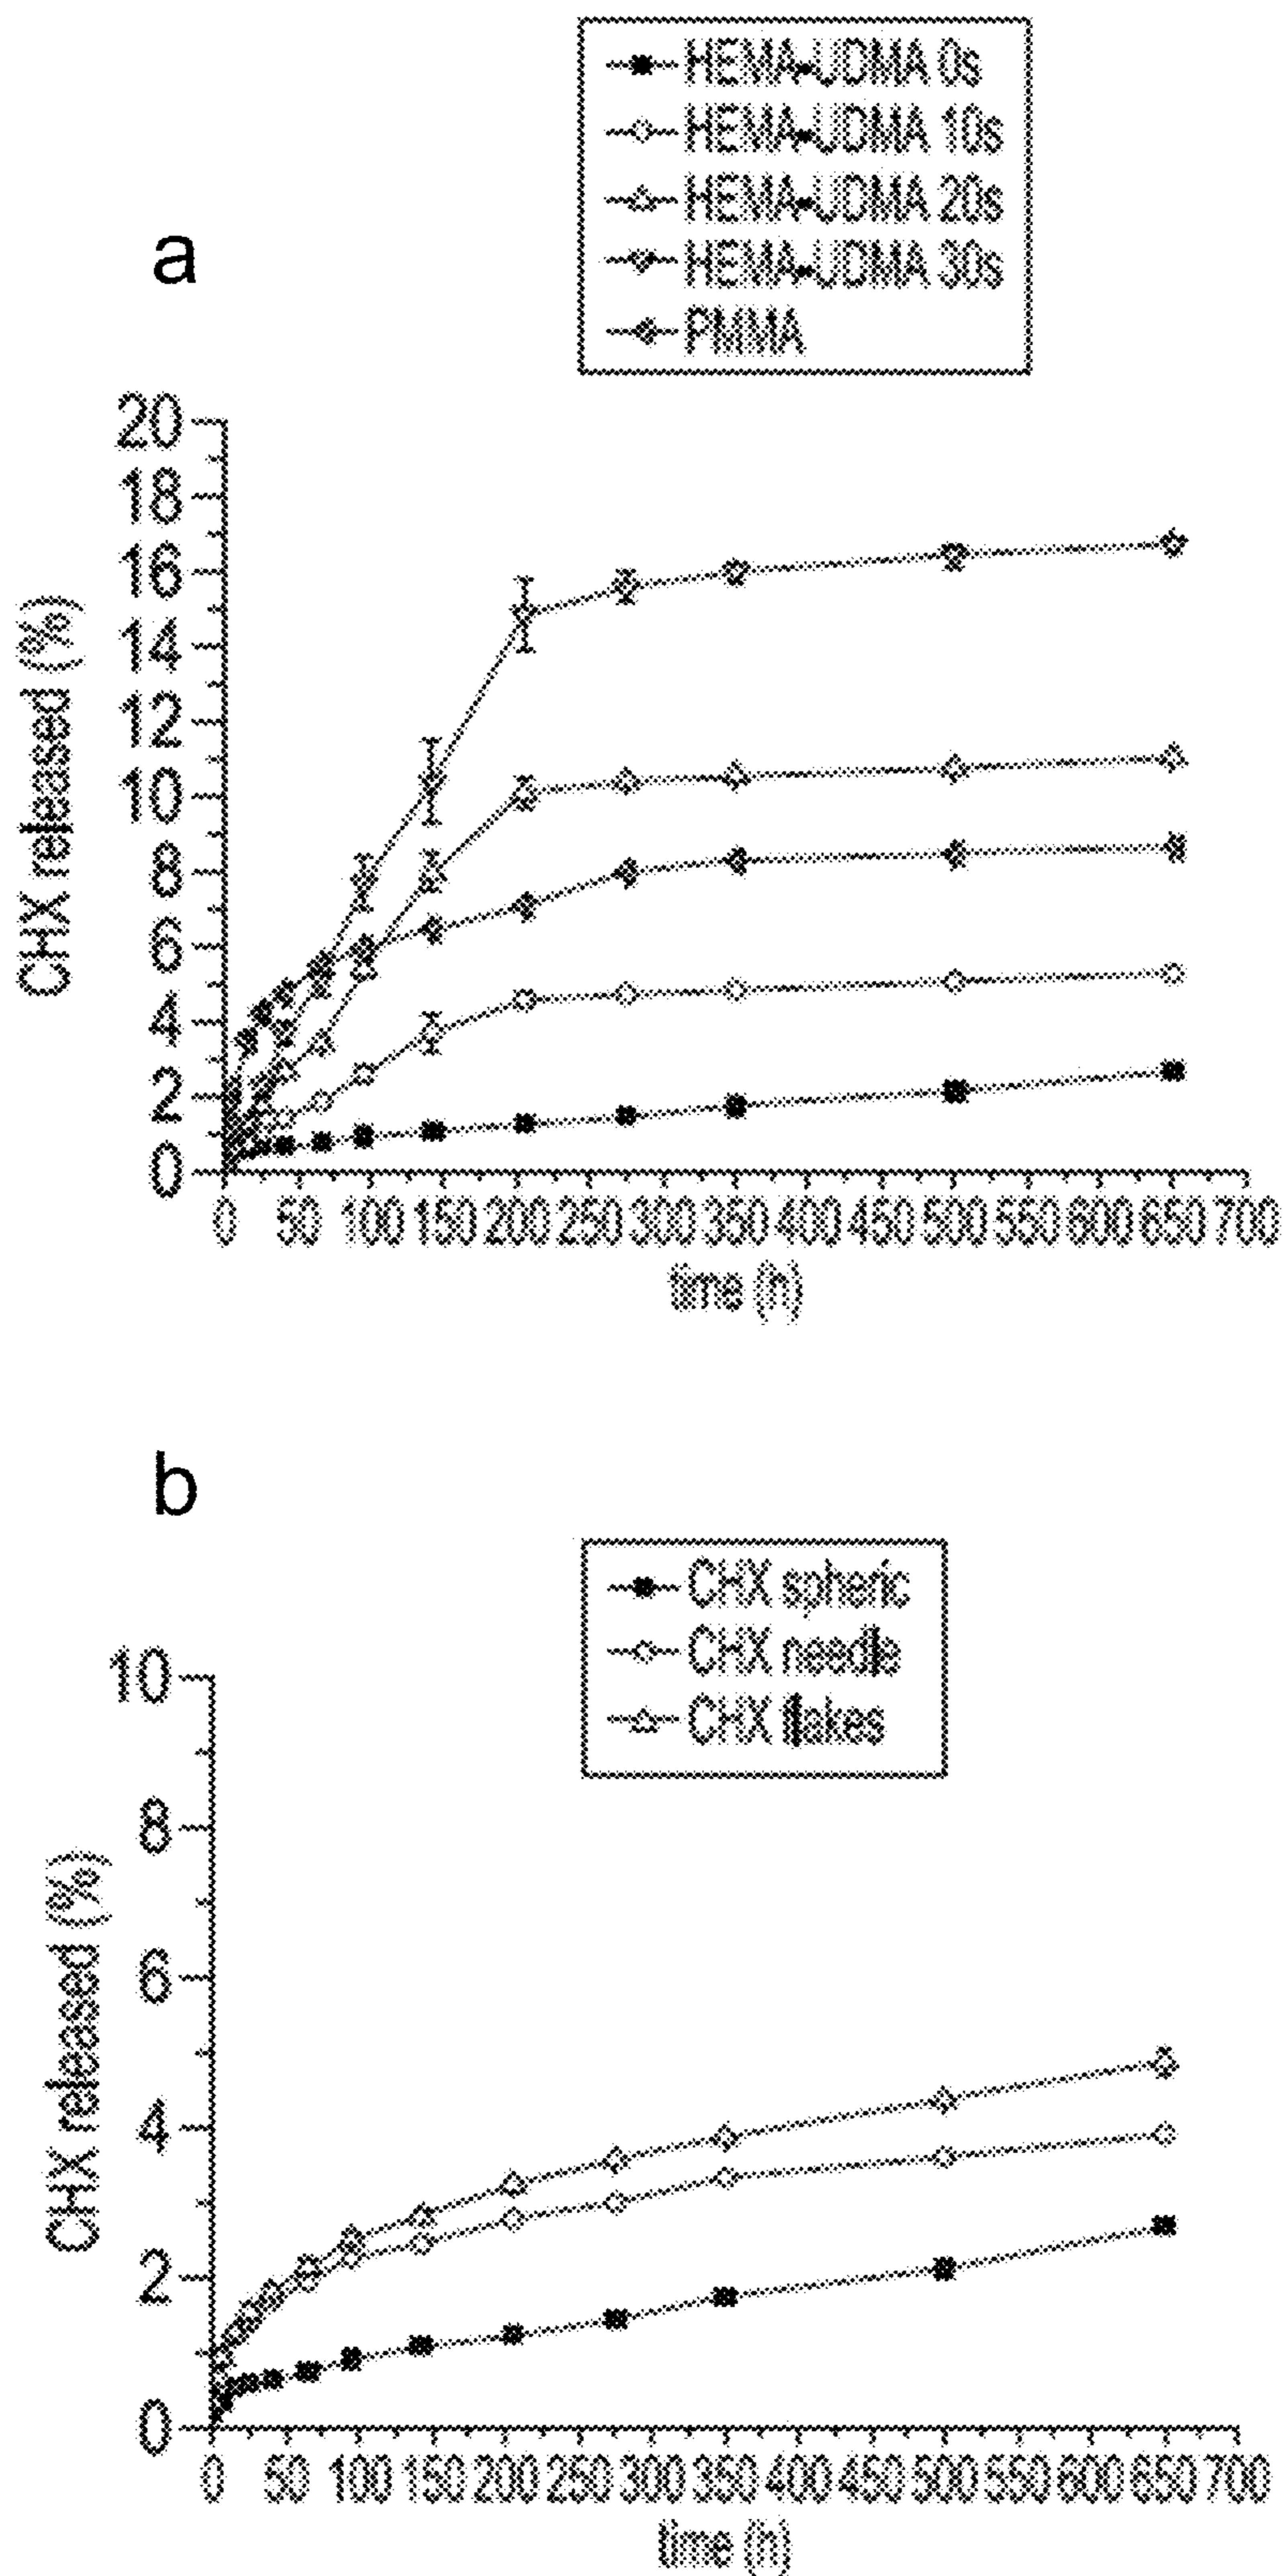 a
HEMA-UDMA 0s
HEMA-UDMA 10s
HEMA-UDMA 20s
HEMA-UDMA 30s
PMMA
CHX released (%)
20
18
16
14
12
10
8
6
4
2
0
0 50 100 150 200 250 300 350 400 450 500 550 600 650 700
time (h)
b
CHX spheric
CHX needle
CHX flakes
CHX released (%)
10
8
6
4
2
0
0 50 100 150 200 250 300 350 400 450 500 550 600 650 700
time (h)